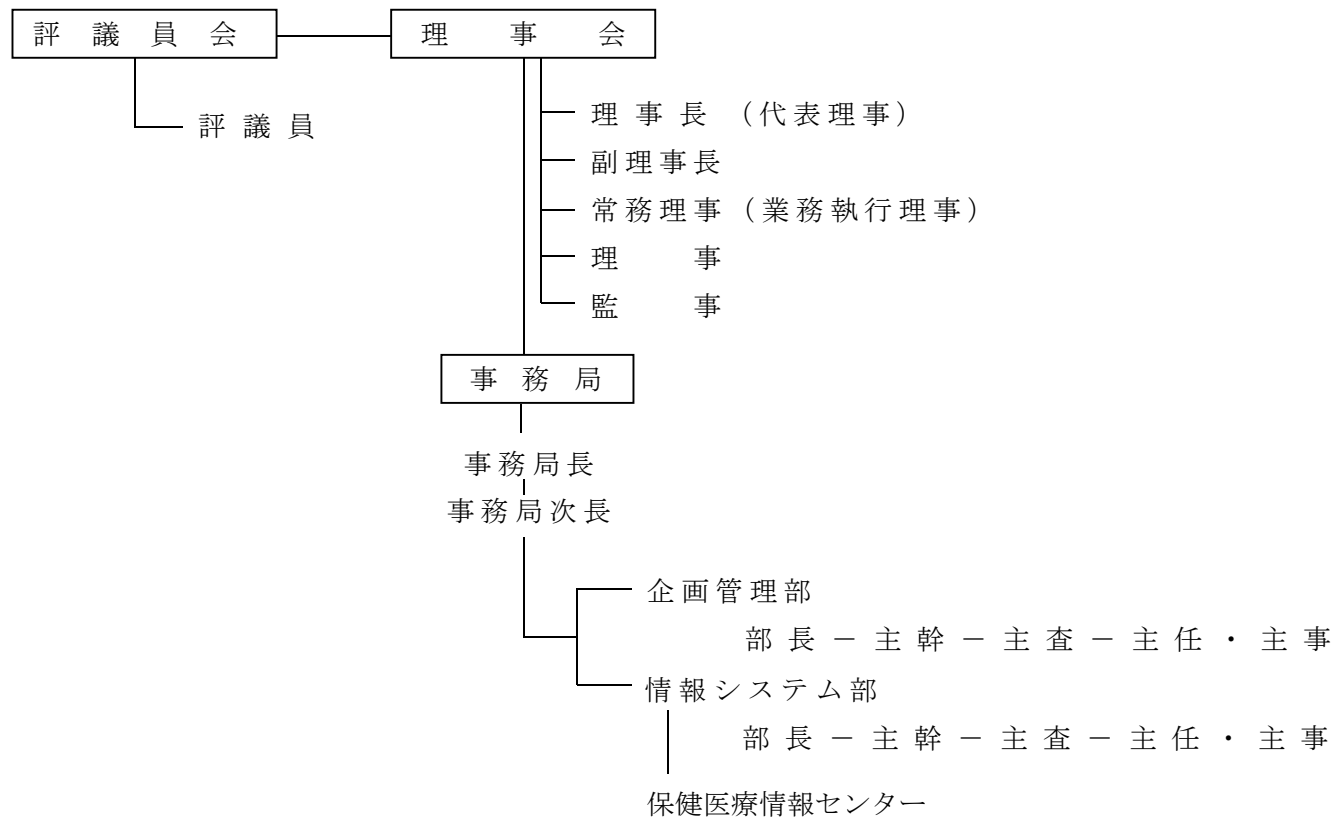 評議員会
理事会
評議員
理事長（代表理事）
副理事長
常務理事（業務執行理事）
理事
監事
事務局
事務局長
事務局次長
企画管理部
部長－主幹－主査－主任・主事
情報システム部
部長－主幹－主査－主任・主事
保健医療情報センター